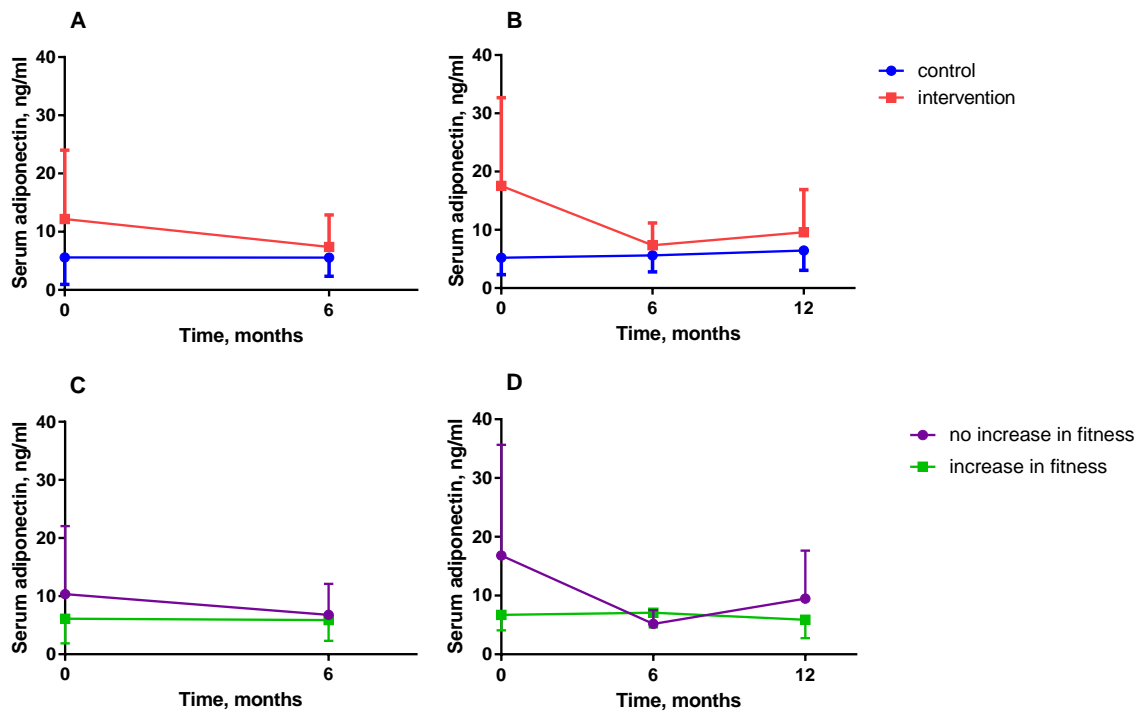 A
Serum adiponectin, ng/ml
40
30
20
10
0
0
6
Time, months
B
Serum adiponectin, ng/ml
40
30
20
10
0
0
6
12
Time, months
control
intervention
C
Serum adiponectin, ng/ml
40
30
20
10
0
0
6
Time, months
D
Serum adiponectin, ng/ml
40
30
20
10
0
0
6
12
Time, months
no increase in fitness
increase in fitness